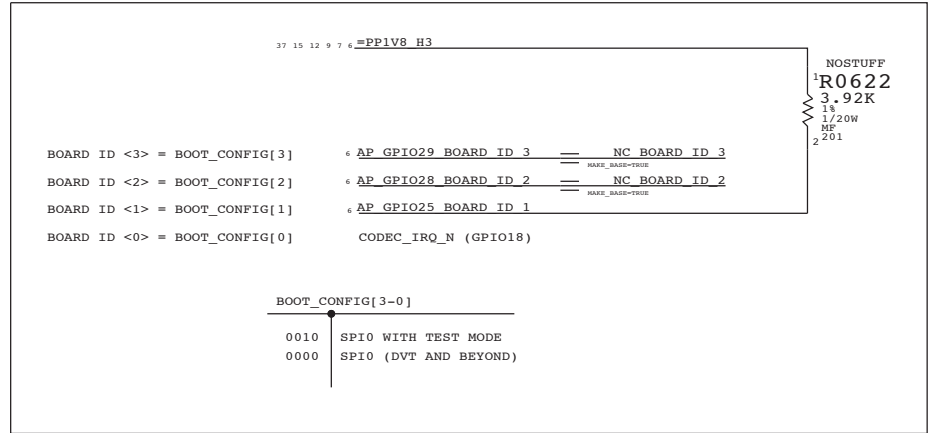 37 15 12 9 7 6 =PP1V8_H3
NOSTUFF
1 R0622
3.92K
1%
1/20W
MF
2 201
BOARD ID <3> = BOOT_CONFIG[3] 6 AP_GPIO29_BOARD_ID_3 NC_BOARD_ID_3
MAKE_BASE=TRUE
BOARD ID <2> = BOOT_CONFIG[2] 6 AP_GPIO28_BOARD_ID_2 NC_BOARD_ID_2
MAKE_BASE=TRUE
BOARD ID <1> = BOOT_CONFIG[1] 6 AP_GPIO25_BOARD_ID_1
BOARD ID <0> = BOOT_CONFIG[0] CODEC_IRQ_N (GPIO18)
BOOT_CONFIG[3-0]
0010 SPI0 WITH TEST MODE
0000 SPI0 (DVT AND BEYOND)